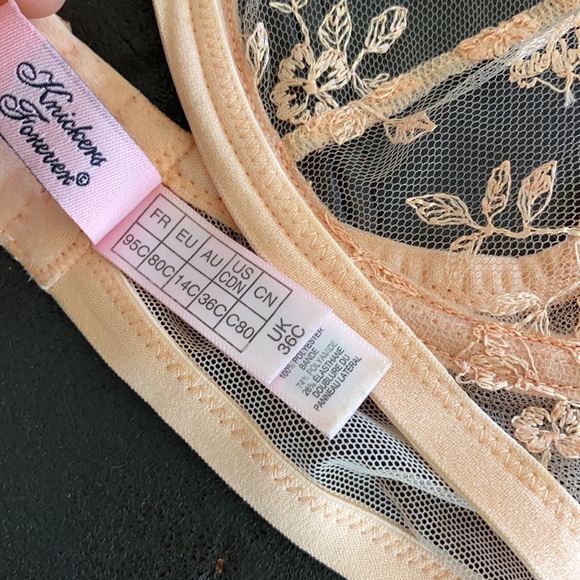 Knickers
Forever©
FR EU AU US CDN CN
95C 80C 14C 36C C80
UK
36C
100% POLYESTER
BANDE
74% POLYAMIDE
26% ELASTHANE
DOUBLURE DU
PANNEAU LATÉRAL